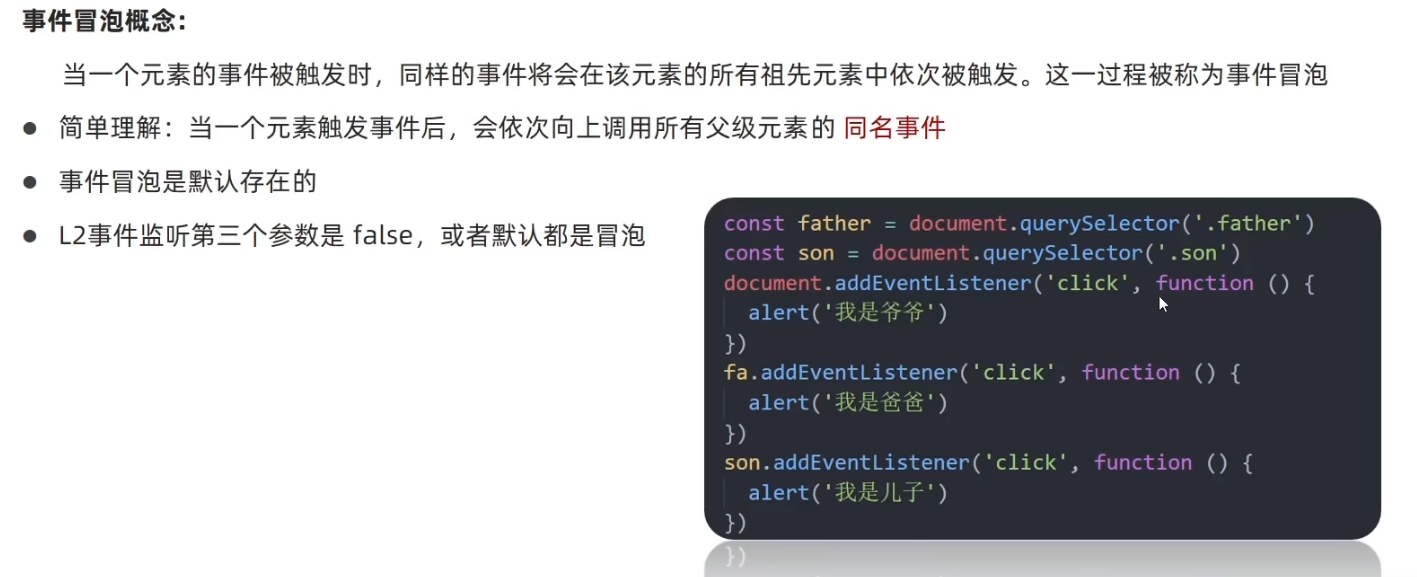 事件冒泡概念：
当一个元素的事件被触发时，同样的事件将会在该元素的所有祖先元素中依次被触发。这一过程被称为事件冒泡
● 简单理解：当一个元素触发事件后，会依次向上调用所有父级元素的 同名事件
● 事件冒泡是默认存在的
● L2事件监听第三个参数是 false，或者默认都是冒泡
const father = document.querySelector('.father')
const son = document.querySelector('.son')
document.addEventListener('click', function () {
  alert('我是爷爷')
})
fa.addEventListener('click', function () {
  alert('我是爸爸')
})
son.addEventListener('click', function () {
  alert('我是儿子')
})